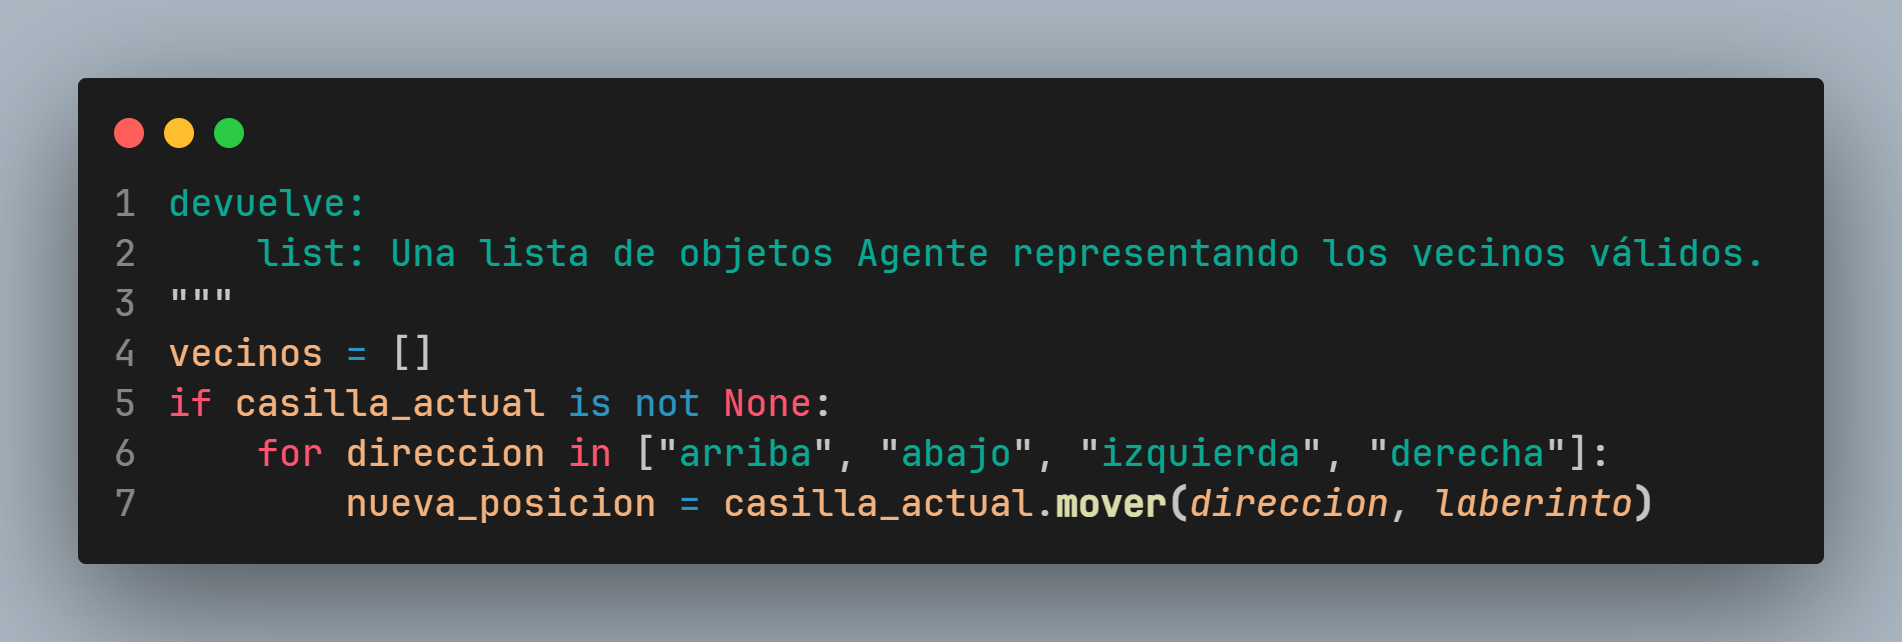 1 devuelve:
2     list: Una lista de objetos Agente representando los vecinos válidos.
3 """
4 vecinos = []
5 if casilla_actual is not None:
6     for direccion in ["arriba", "abajo", "izquierda", "derecha"]:
7         nueva_posicion = casilla_actual.mover(direccion, laberinto)